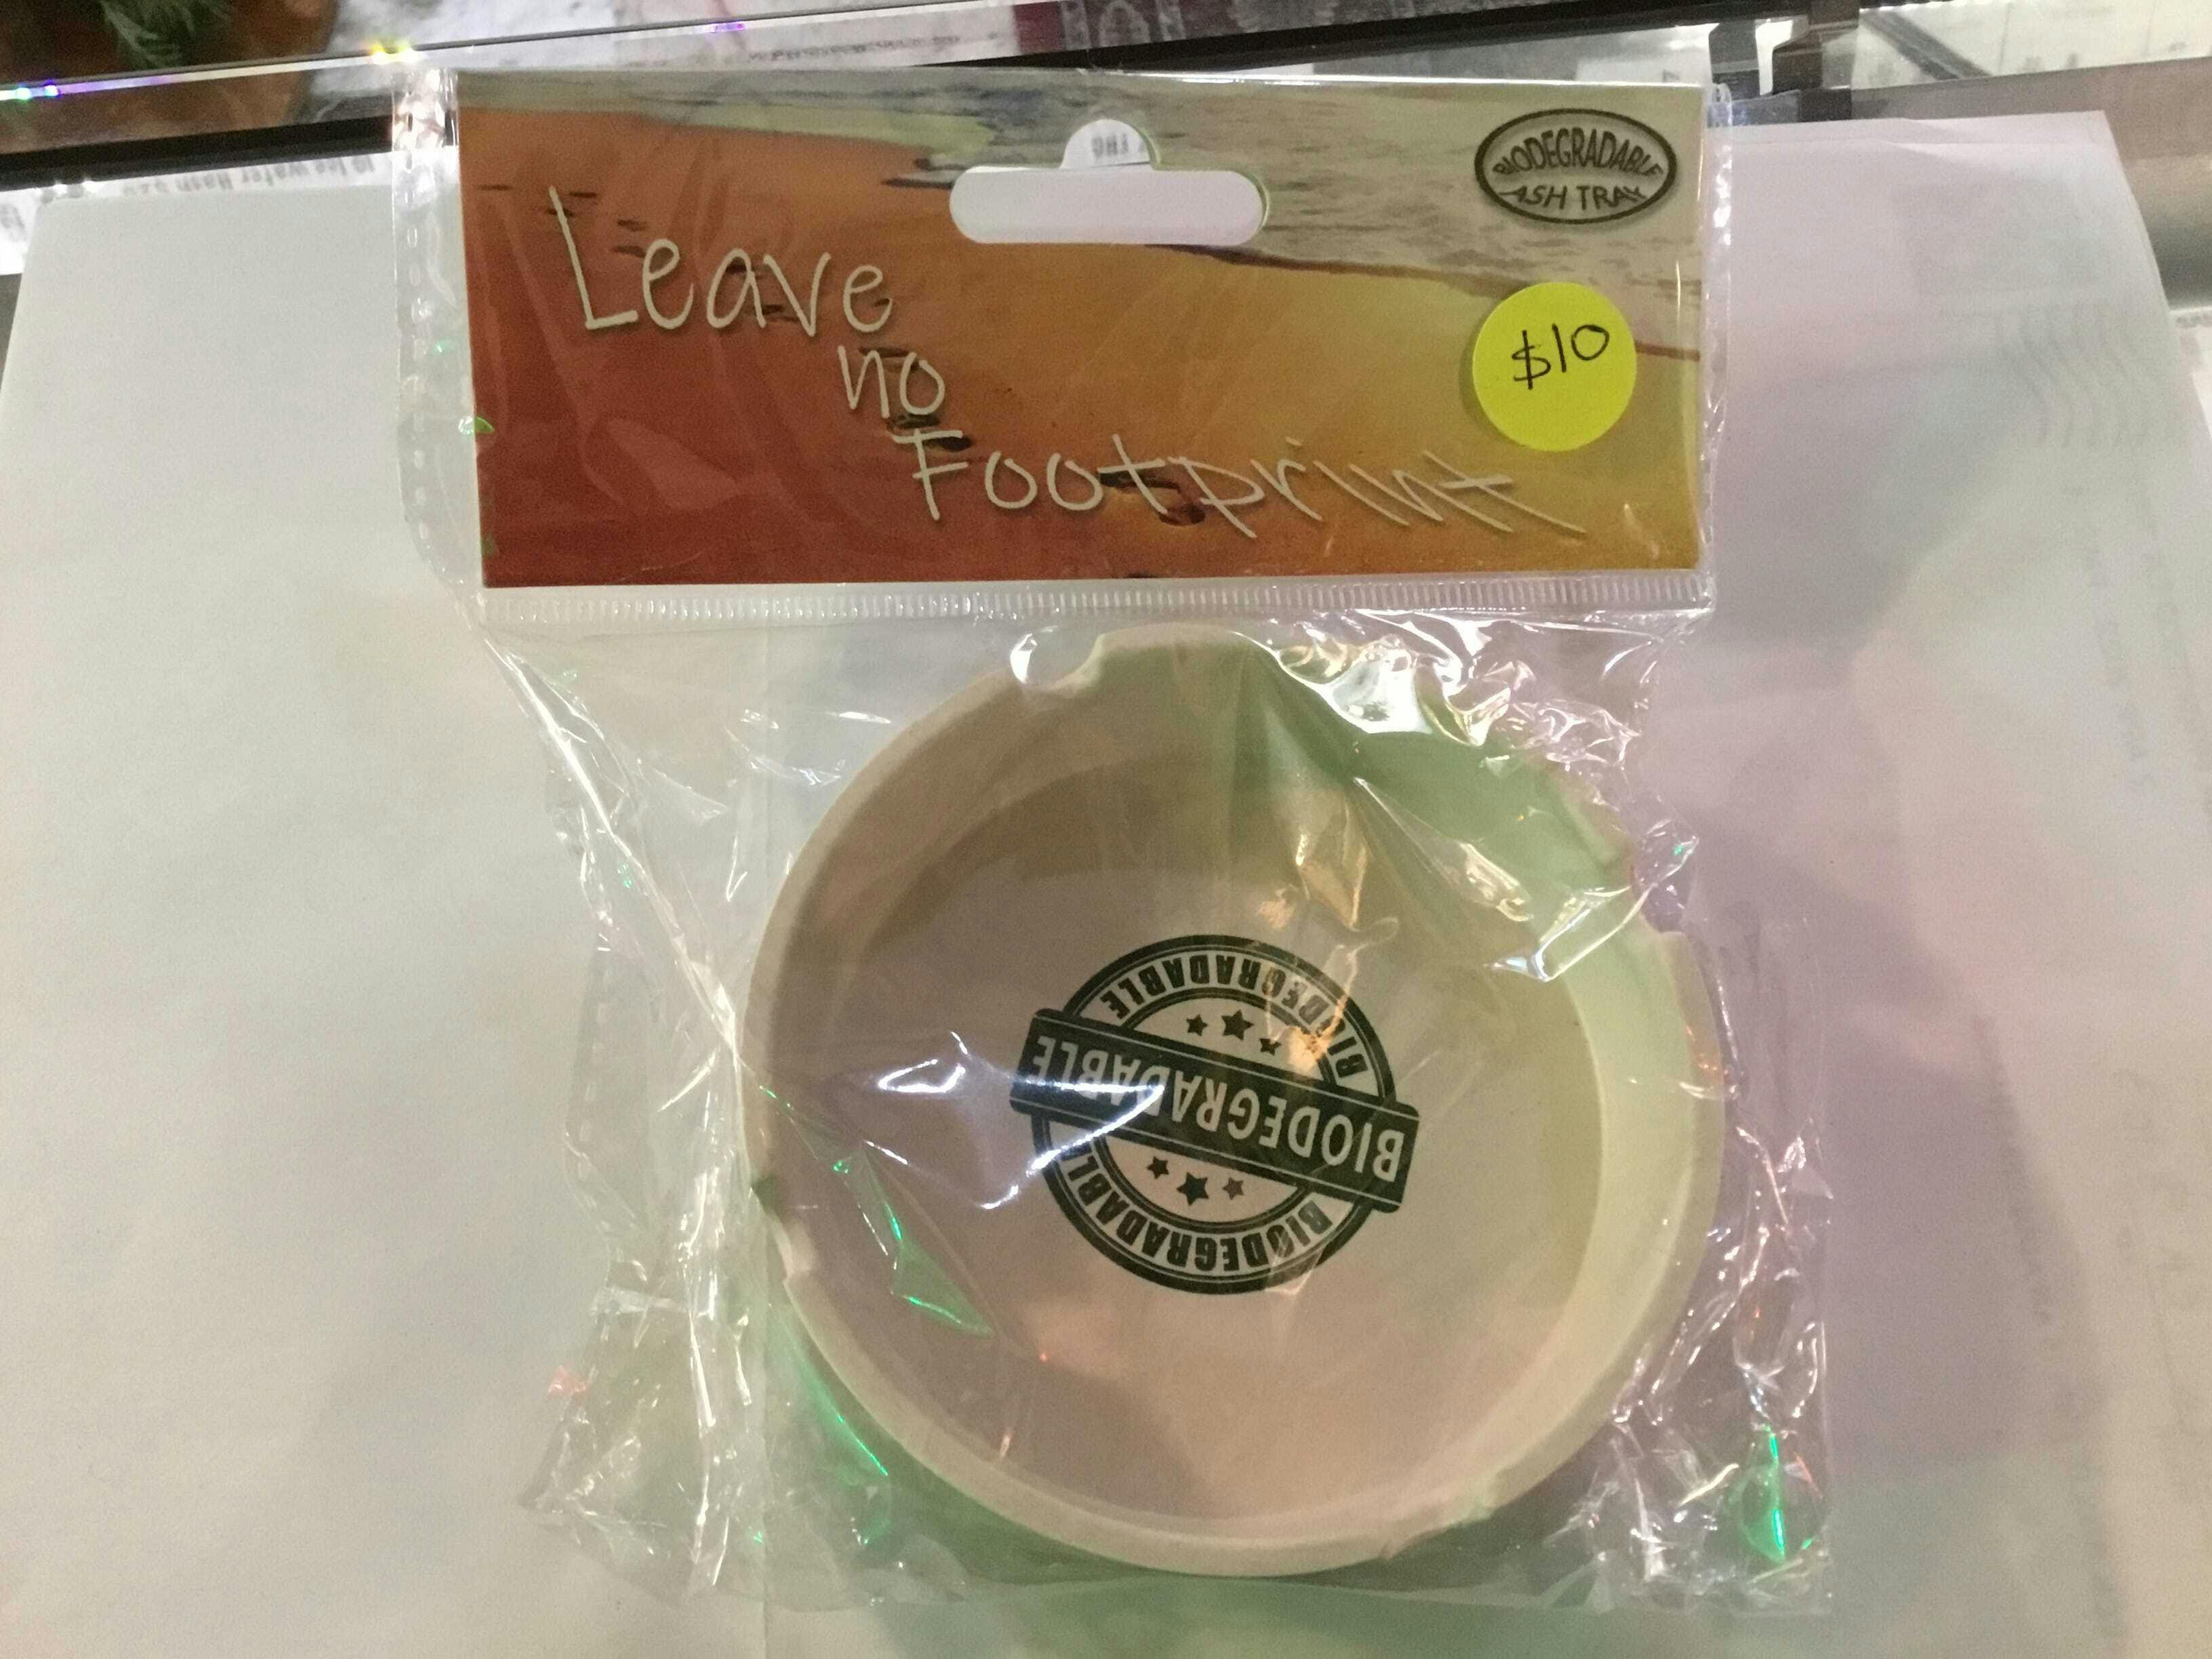 BIODEGRADABLE
ASH TRAY
Leave
no
Footprint
$10
BIODEGRADABLE
BIODEGRADABLE
BIODEGRADABLE